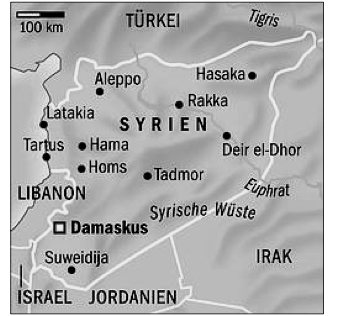 TÜRKEI
Tigris
100 km
Aleppo
Hasaka
Rakka
Latakia
SYRIEN
Tartus
Hama
Deir el-Dhor
Homs
Tadmor
LIBANON
Euphrat
Syrische Wüste
Damaskus
IRAK
Suweidija
ISRAEL
JORDANIEN